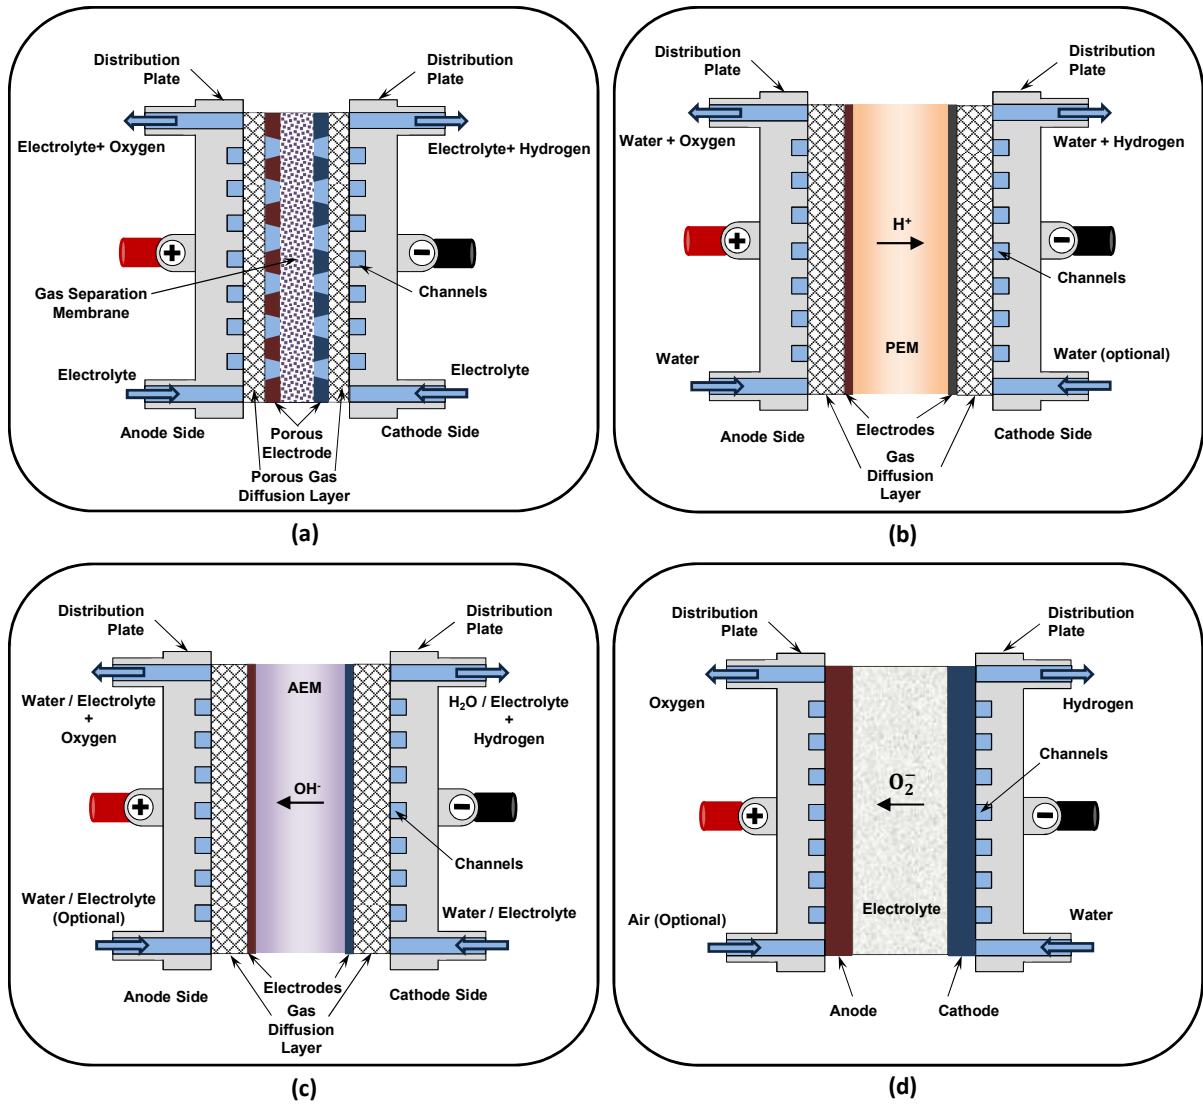 Distribution
Plate
Distribution
Plate
Electrolyte+ Oxygen
Electrolyte+ Hydrogen
+
−
Gas Separation
Membrane
Channels
Electrolyte
Electrolyte
Anode Side
Porous
Electrode
Cathode Side
Porous Gas
Diffusion Layer
(a)
Distribution
Plate
Distribution
Plate
Water + Oxygen
Water + Hydrogen
H⁺
+
−
Channels
PEM
Water
Water (optional)
Anode Side
Electrodes
Cathode Side
Gas
Diffusion
Layer
(b)
Distribution
Plate
Distribution
Plate
AEM
Water / Electrolyte
+
Oxygen
H₂O / Electrolyte
+
Hydrogen
OH⁻
+
−
Channels
Water / Electrolyte
(Optional)
Water / Electrolyte
Anode Side
Electrodes
Cathode Side
Gas
Diffusion
Layer
(c)
Distribution
Plate
Distribution
Plate
Oxygen
Hydrogen
Channels
O₂⁻
+
−
Electrolyte
Air (Optional)
Water
Anode
Cathode
(d)